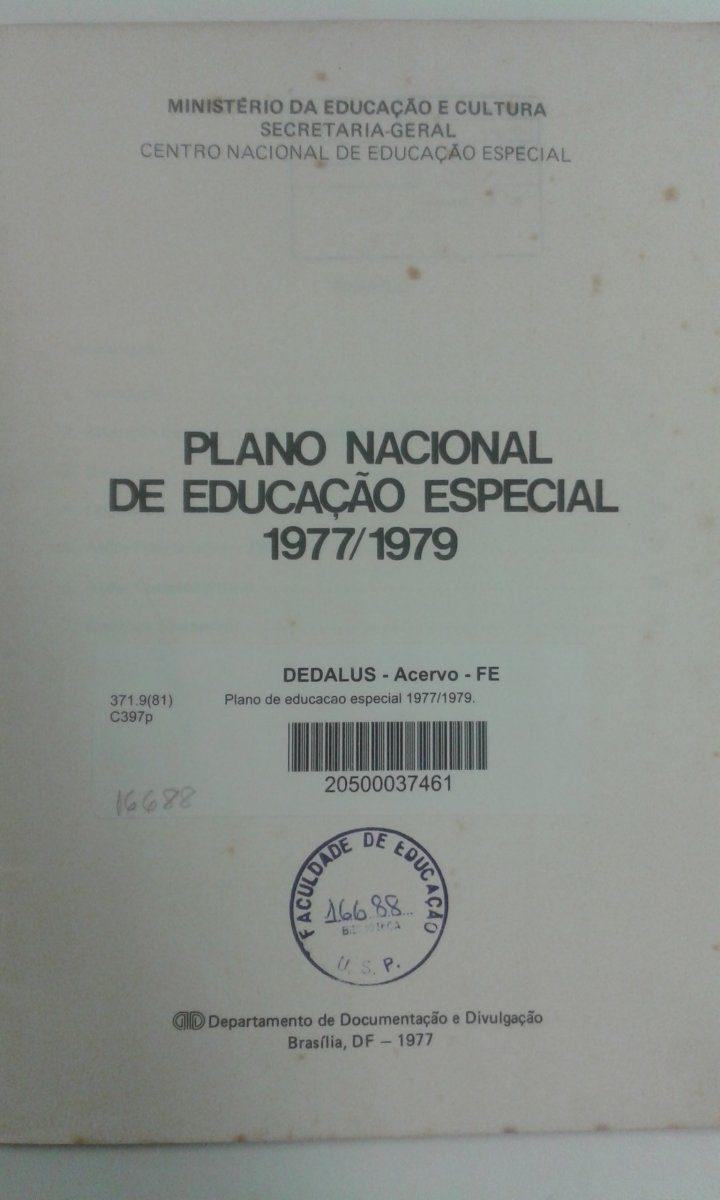 MINISTÉRIO DA EDUCAÇÃO E CULTURA
SECRETARIA-GERAL
CENTRO NACIONAL DE EDUCAÇÃO ESPECIAL
PLANO NACIONAL
DE EDUCAÇÃO ESPECIAL
1977/1979
DEDALUS - Acervo - FE
371.9(81) Plano de educacao especial 1977/1979.
C397p
20500037461
16688
FACULDADE DE EDUCAÇÃO
16688
BIBLIOTECA
U. S. P.
Departamento de Documentação e Divulgação
Brasília, DF — 1977